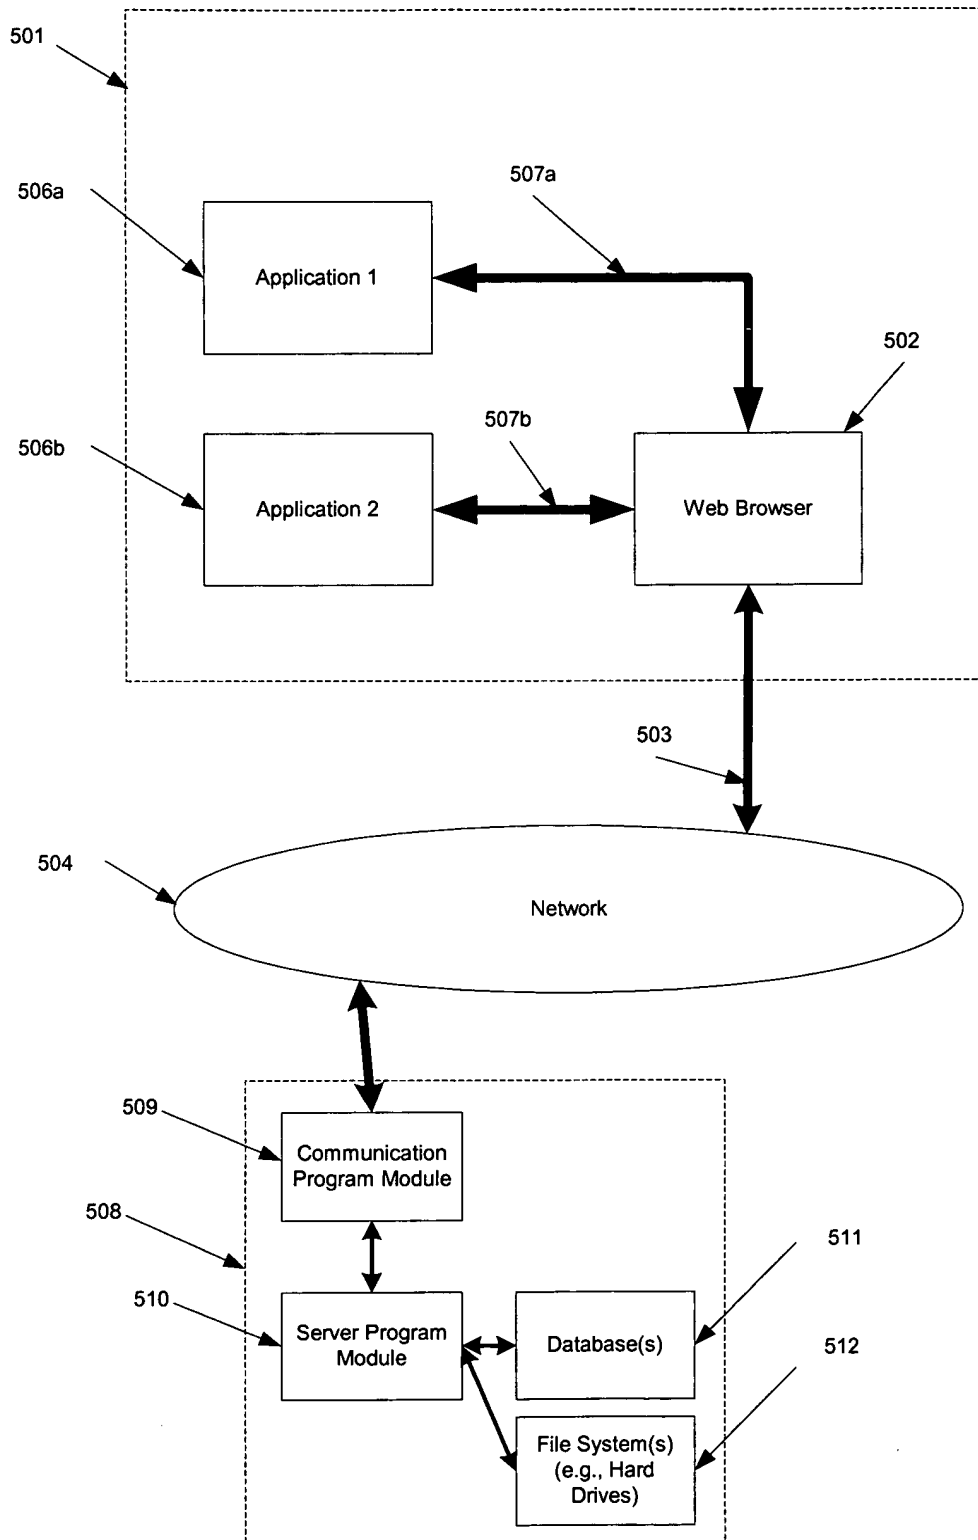 501
506a
507a
Application 1
502
506b
507b
Application 2
Web Browser
503
504
Network
509
Communication
Program Module
508
511
510
Server Program
Module
Database(s)
512
File System(s)
(e.g., Hard
Drives)